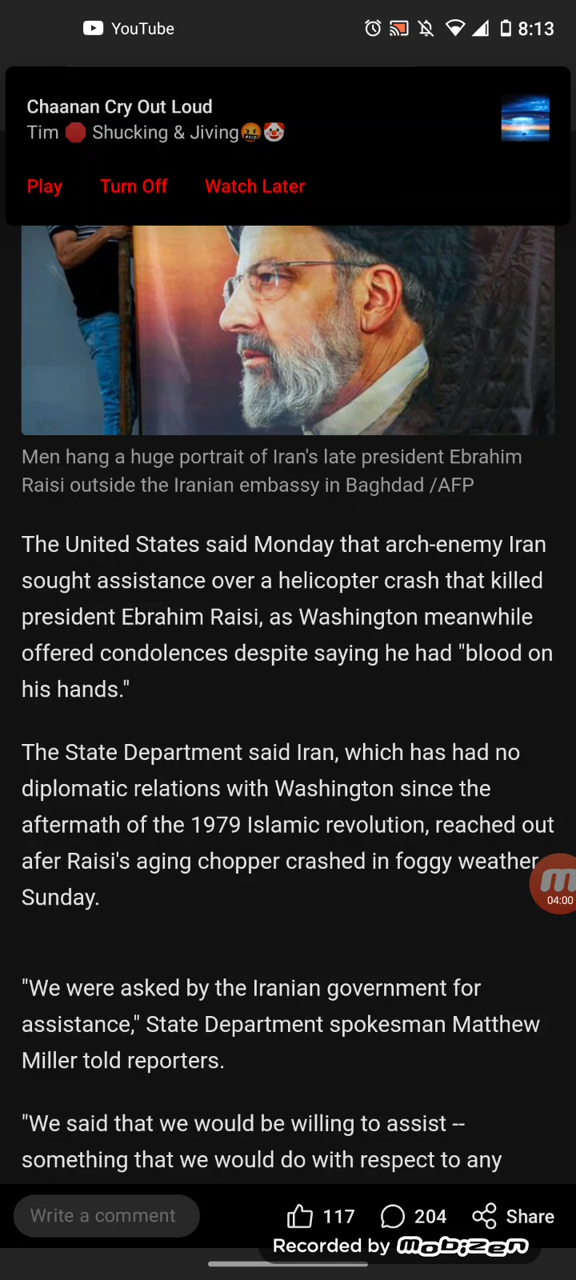 YouTube 8:13
Chaanan Cry Out Loud
Tim 🛑 Shucking & Jiving🤬🤡
Play Turn Off Watch Later
Men hang a huge portrait of Iran's late president Ebrahim
Raisi outside the Iranian embassy in Baghdad /AFP
The United States said Monday that arch-enemy Iran
sought assistance over a helicopter crash that killed
president Ebrahim Raisi, as Washington meanwhile
offered condolences despite saying he had "blood on
his hands."
The State Department said Iran, which has had no
diplomatic relations with Washington since the
aftermath of the 1979 Islamic revolution, reached out
afer Raisi's aging chopper crashed in foggy weather
Sunday.
04:00
"We were asked by the Iranian government for
assistance," State Department spokesman Matthew
Miller told reporters.
"We said that we would be willing to assist --
something that we would do with respect to any
Write a comment 117 204 Share
Recorded by mobizen